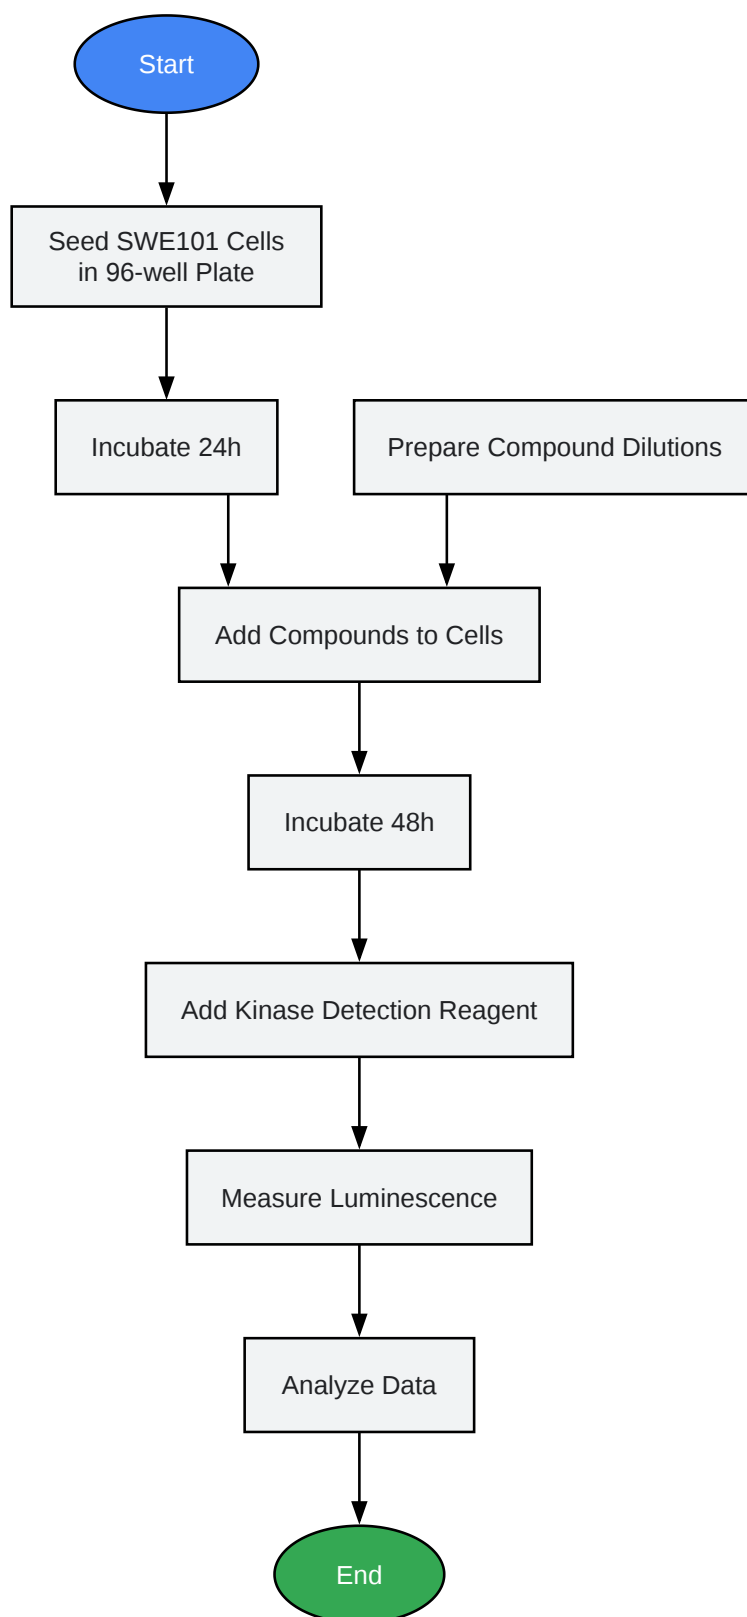 Start
Seed SWE101 Cells
in 96-well Plate
Incubate 24h
Prepare Compound Dilutions
Add Compounds to Cells
Incubate 48h
Add Kinase Detection Reagent
Measure Luminescence
Analyze Data
End